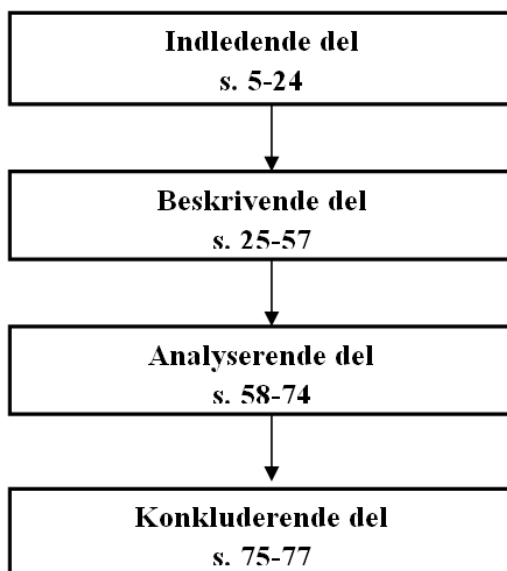 Indledende del
s. 5-24
Beskrivende del
s. 25-57
Analyserende del
s. 58-74
Konkluderende del
s. 75-77